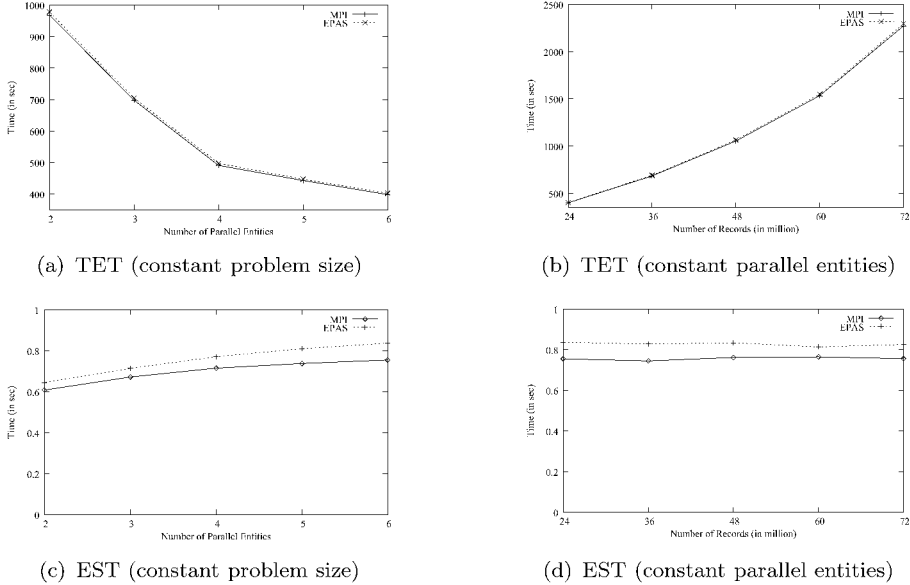 1000
900
800
700
600
500
400
2 3 4 5 6
Time (in sec)
Number of Parallel Entities
MPI
EPAS
(a) TET (constant problem size)
2500
2000
1500
1000
500
24 36 48 60 72
Time (in sec)
Number of Records (in million)
MPI
EPAS
(b) TET (constant parallel entities)
1
0.8
0.6
0.4
0.2
0
2 3 4 5 6
Time (in sec)
Number of Parallel Entities
MPI
EPAS
(c) EST (constant problem size)
1
0.8
0.6
0.4
0.2
0
24 36 48 60 72
Time (in sec)
Number of Records (in million)
MPI
EPAS
(d) EST (constant parallel entities)